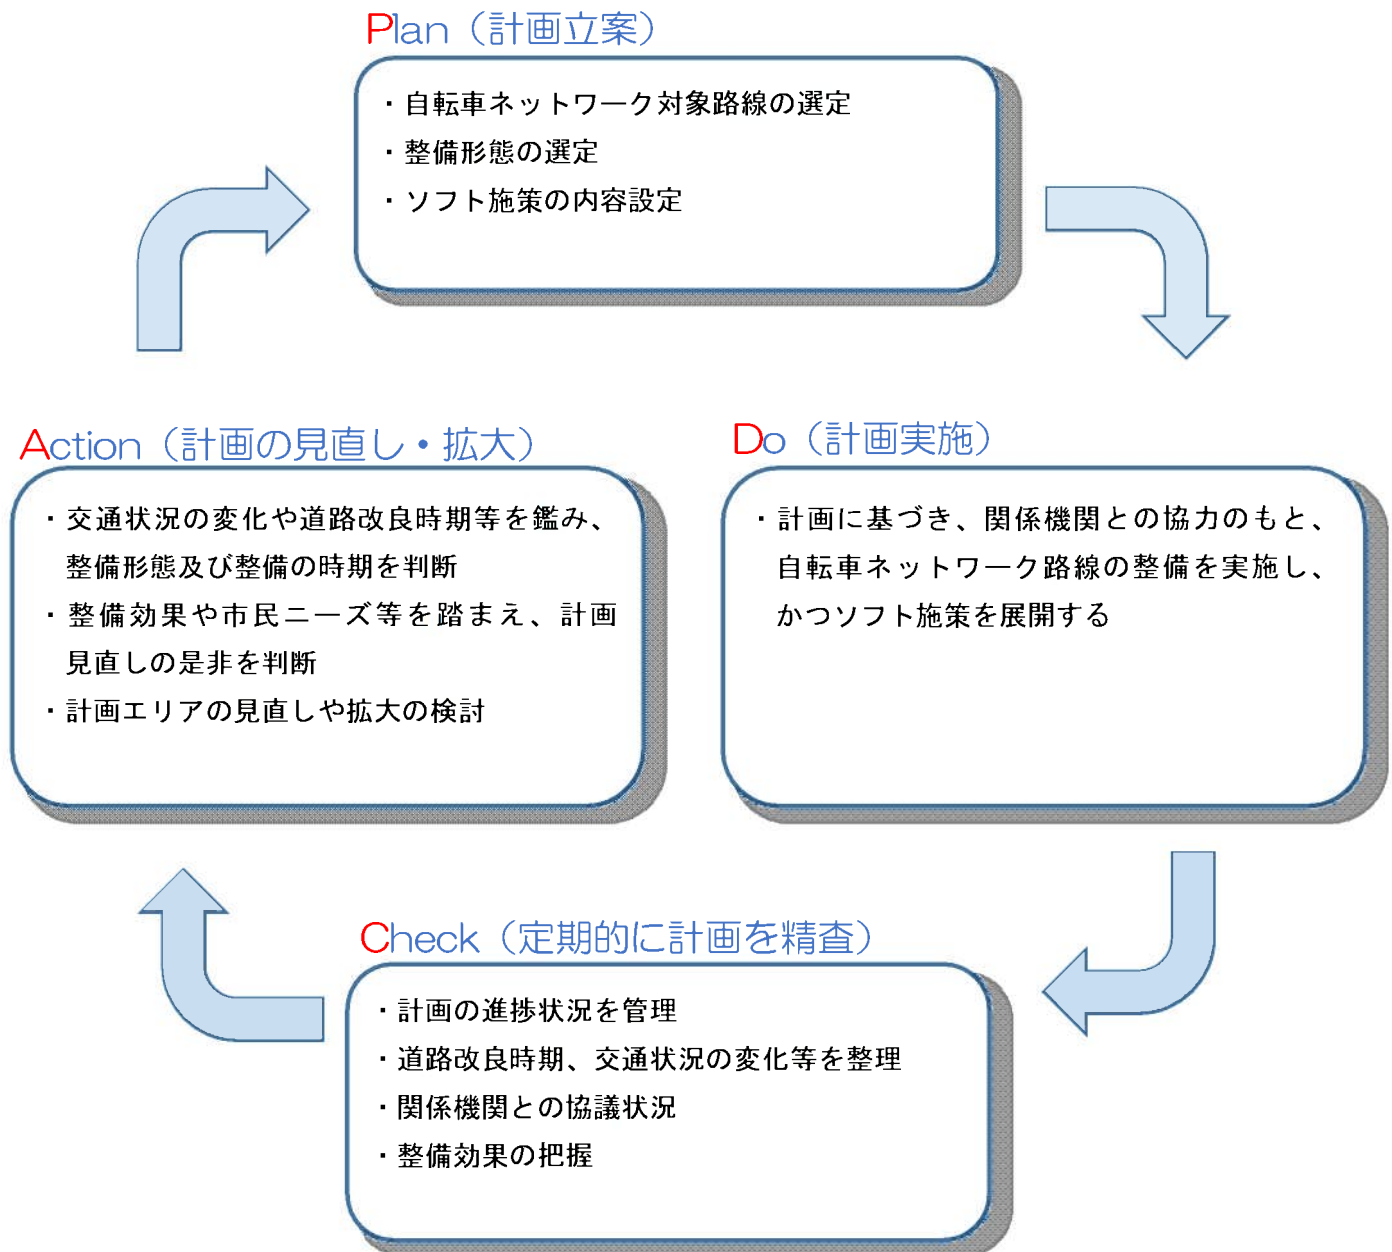 Plan（計画立案）
・自転車ネットワーク対象路線の選定
・整備形態の選定
・ソフト施策の内容設定
Action（計画の見直し・拡大）
・交通状況の変化や道路改良時期等を鑑み、
整備形態及び整備の時期を判断
・整備効果や市民ニーズ等を踏まえ、計画
見直しの是非を判断
・計画エリアの見直しや拡大の検討
Do（計画実施）
・計画に基づき、関係機関との協力のもと、
自転車ネットワーク路線の整備を実施し、
かつソフト施策を展開する
Check（定期的に計画を精査）
・計画の進捗状況を管理
・道路改良時期、交通状況の変化等を整理
・関係機関との協議状況
・整備効果の把握